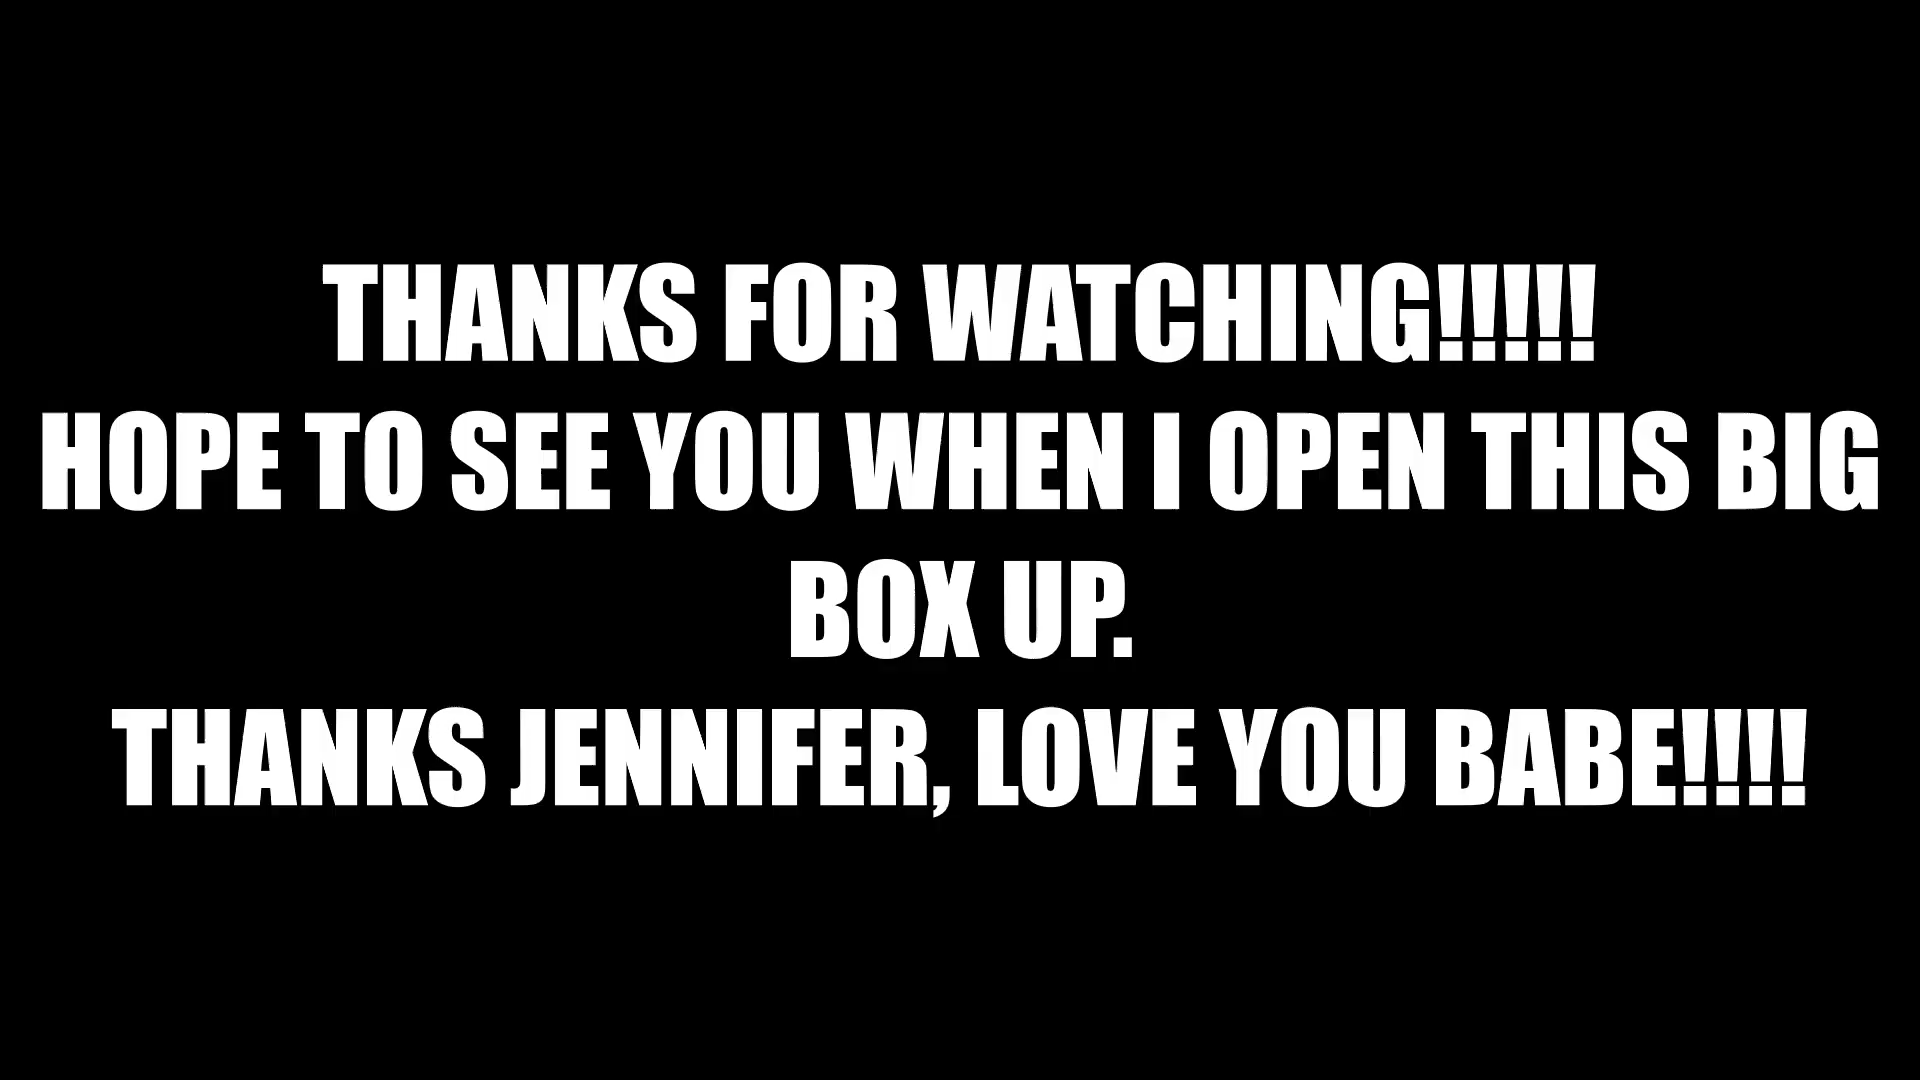 THANKS FOR WATCHING!!!!!
HOPE TO SEE YOU WHEN I OPEN THIS BIG
BOX UP.
THANKS JENNIFER, LOVE YOU BABE!!!!